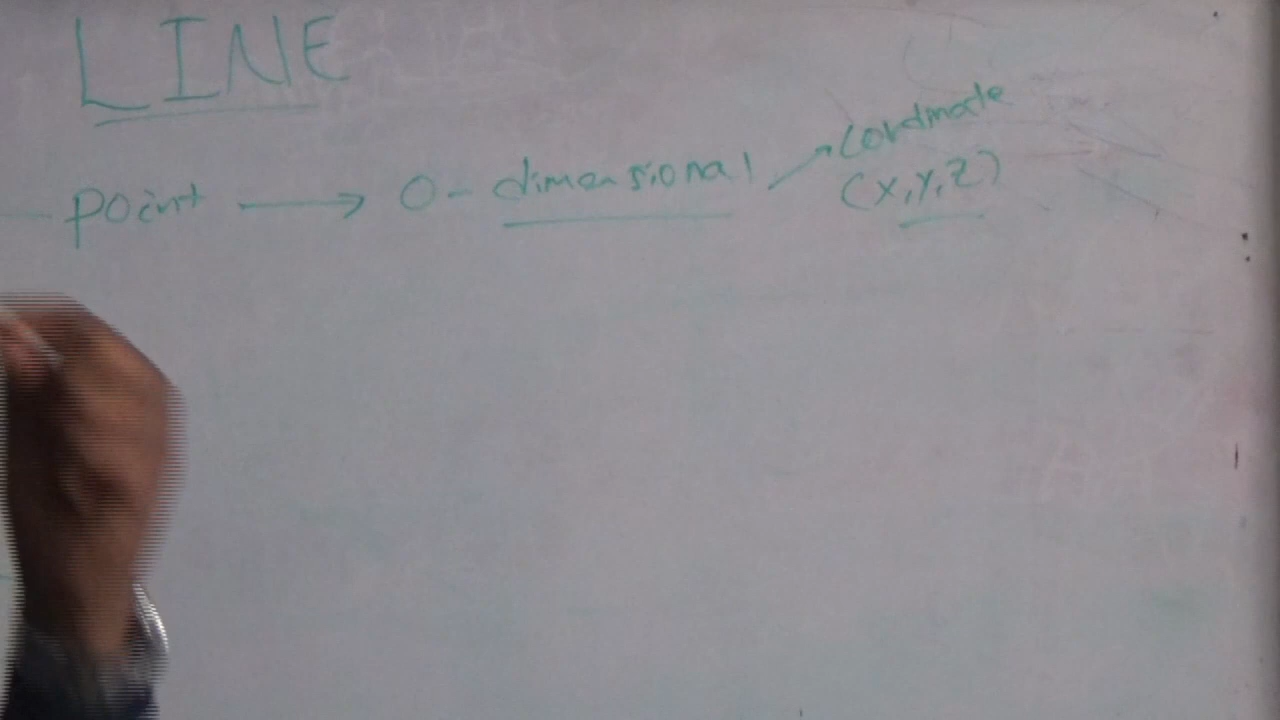 LINE
point → 0-dimensional ↗ Cordinate
(x,y,z)